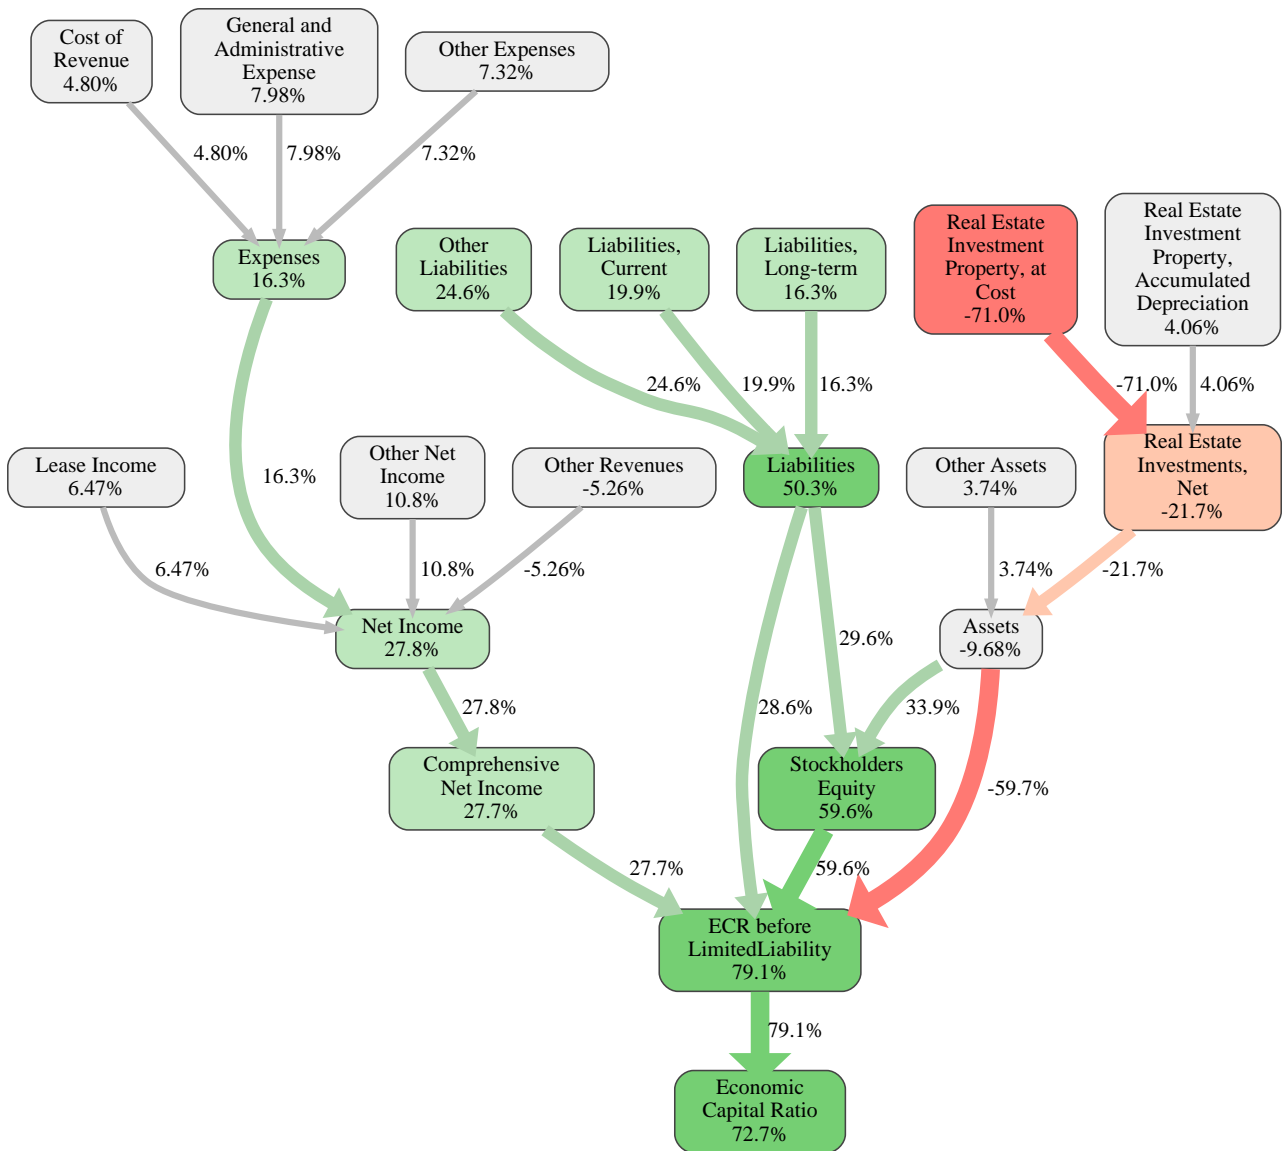 Cost of
Revenue
4.80%
General and
Administrative
Expense
7.98%
Other Expenses
7.32%
4.80%
7.98%
7.32%
Expenses
16.3%
Other
Liabilities
24.6%
Liabilities,
Current
19.9%
Liabilities,
Long-term
16.3%
Real Estate
Investment
Property, at
Cost
-71.0%
Real Estate
Investment
Property,
Accumulated
Depreciation
4.06%
24.6%
19.9%
16.3%
-71.0%
4.06%
Lease Income
6.47%
16.3%
Other Net
Income
10.8%
Other Revenues
-5.26%
Liabilities
50.3%
Other Assets
3.74%
Real Estate
Investments,
Net
-21.7%
6.47%
10.8%
-5.26%
3.74%
-21.7%
Net Income
27.8%
29.6%
Assets
-9.68%
27.8%
28.6%
33.9%
Comprehensive
Net Income
27.7%
Stockholders
Equity
59.6%
-59.7%
27.7%
59.6%
ECR before
LimitedLiability
79.1%
79.1%
Economic
Capital Ratio
72.7%